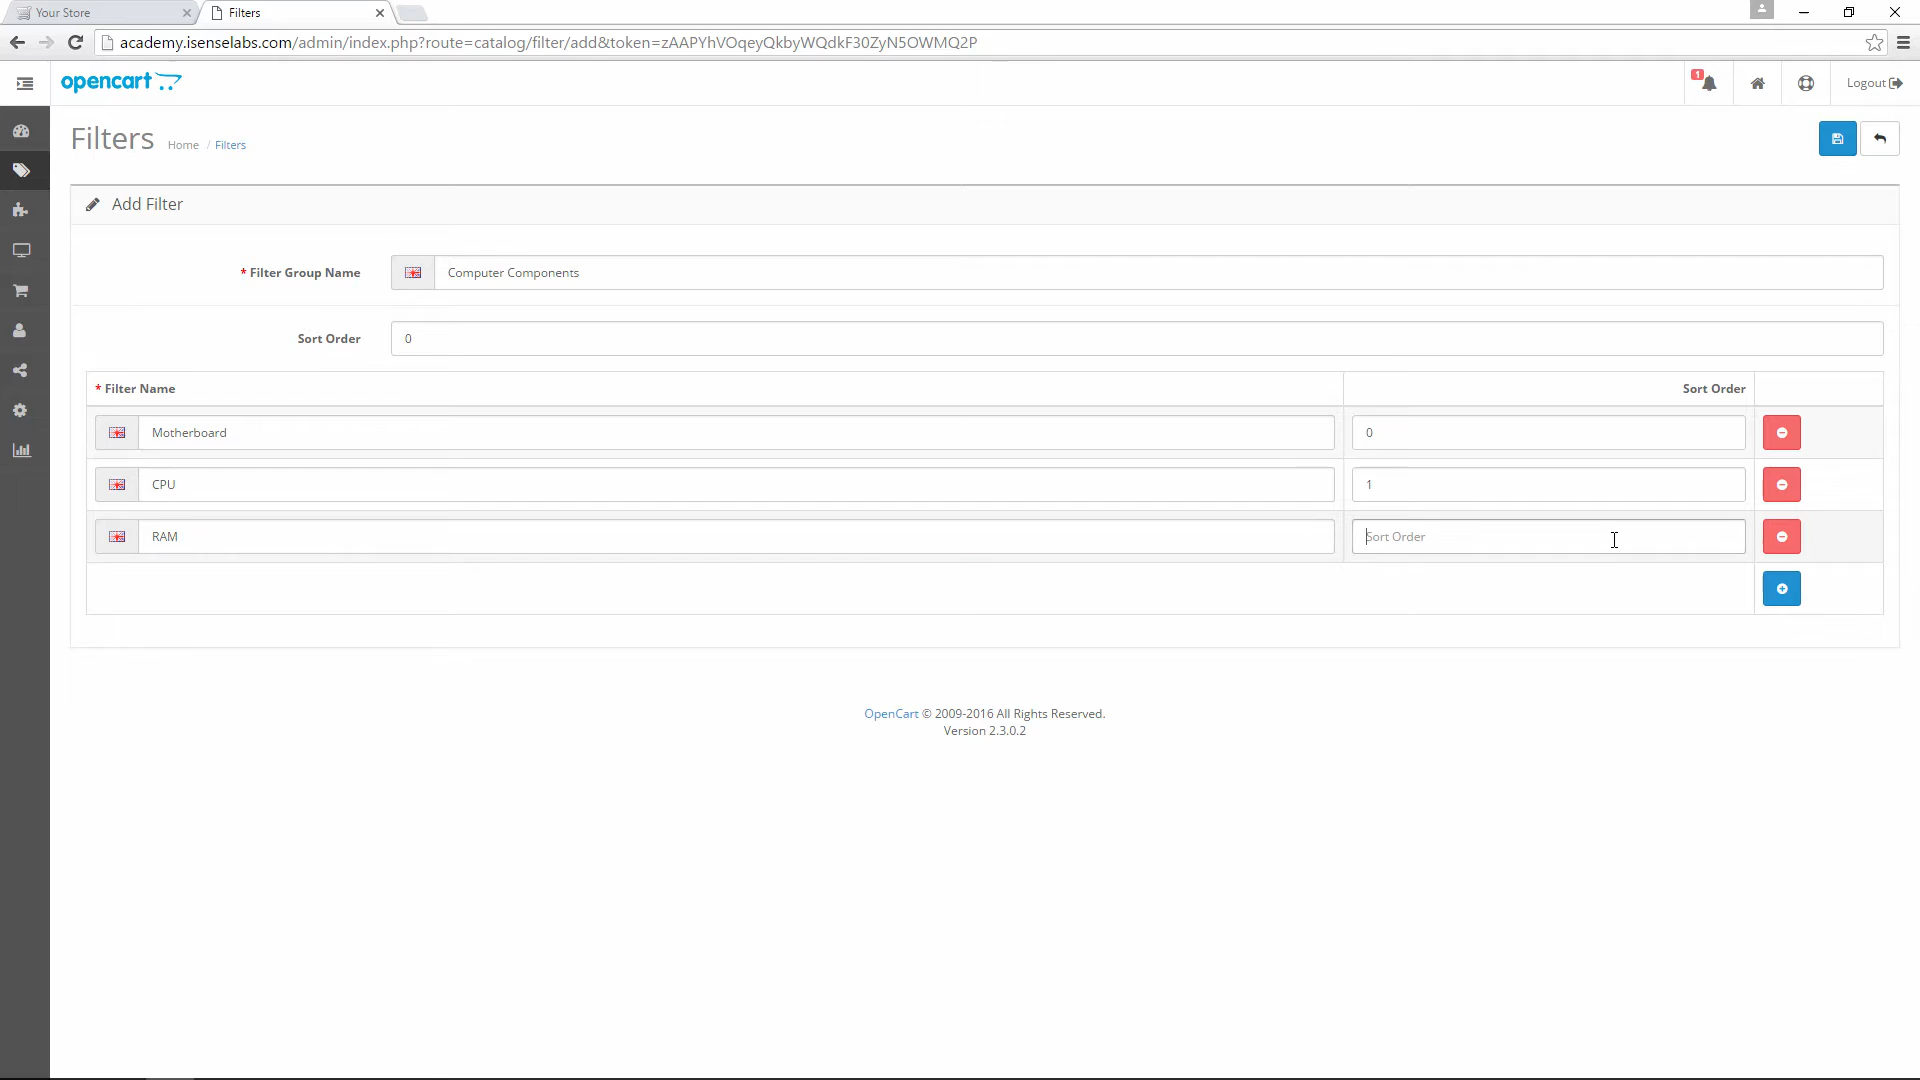 Your Store
Filters
academy.isenselabs.com/admin/index.php?route=catalog/filter/add&token=zAAPYhVOqeyQkbyWQdkF30ZyN5OWMQ2P
opencart
1
Logout
Filters
Home / Filters
Add Filter
* Filter Group Name
Computer Components
Sort Order
0
* Filter Name
Sort Order
Motherboard
0
CPU
1
RAM
Sort Order
OpenCart © 2009-2016 All Rights Reserved.
Version 2.3.0.2